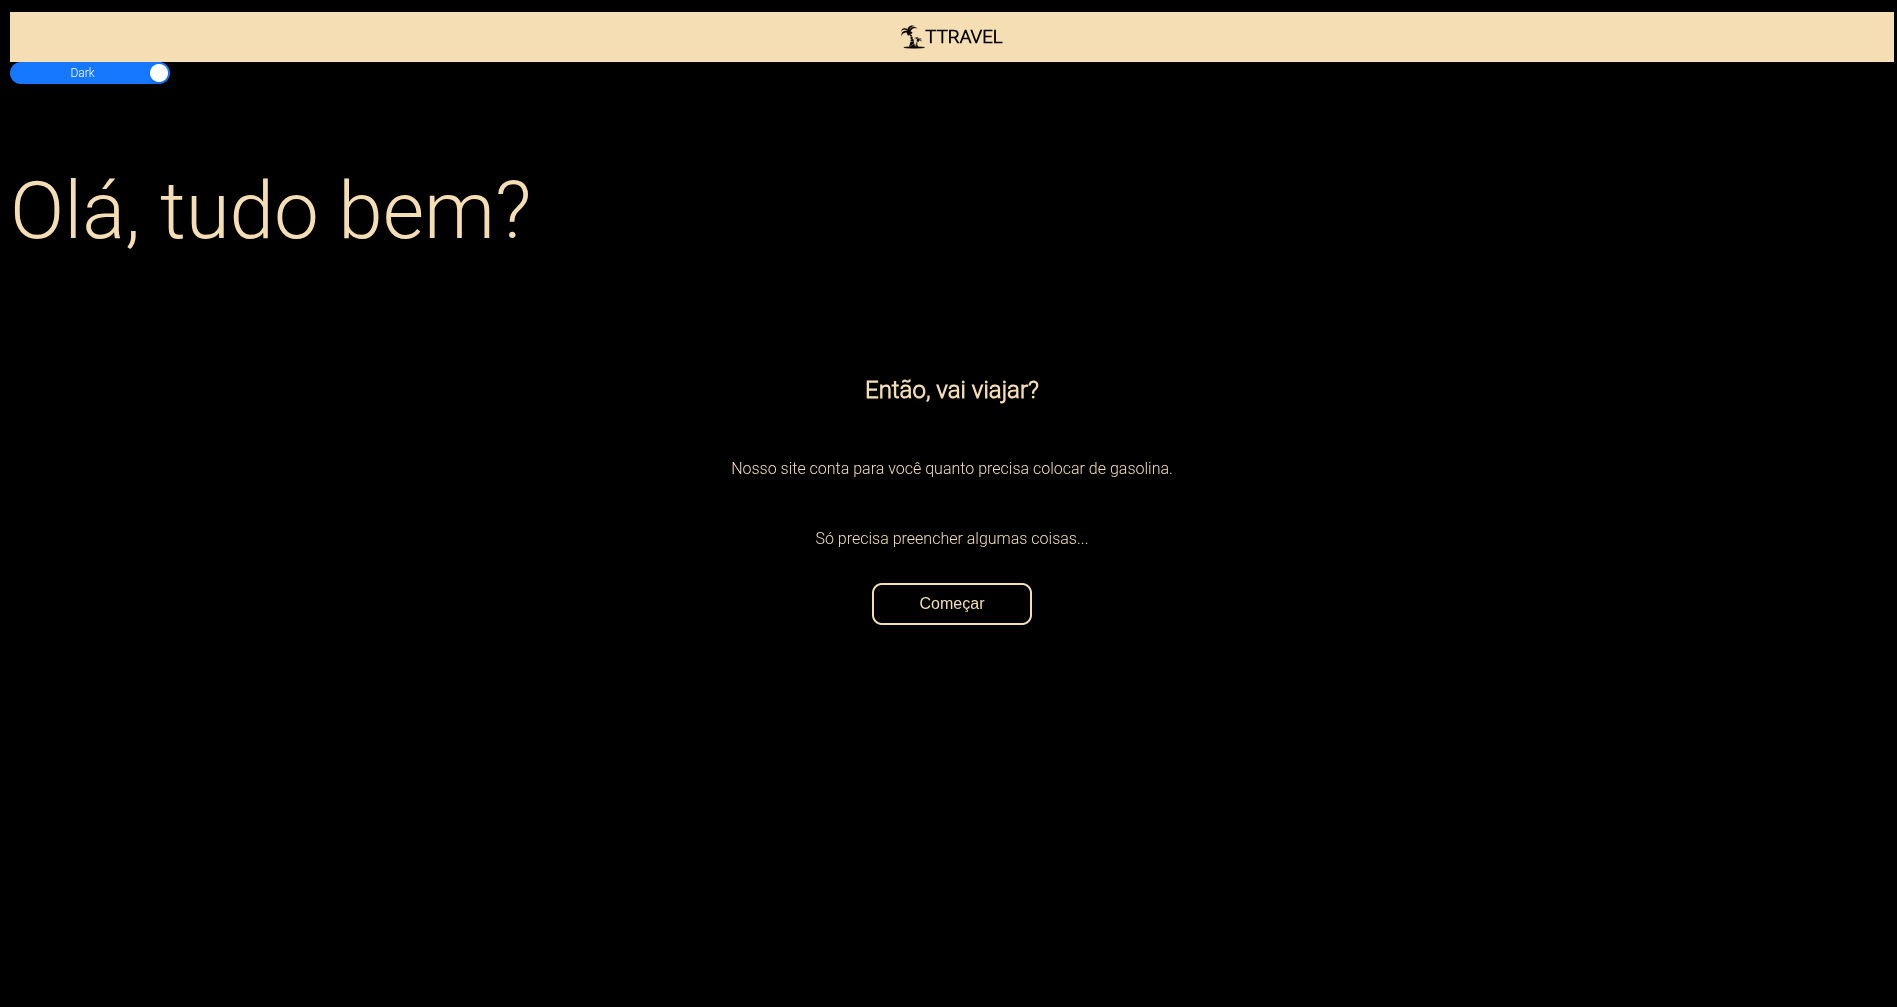 TTRAVEL
Dark
Olá, tudo bem?
Então, vai viajar?
Nosso site conta para você quanto precisa colocar de gasolina.
Só precisa preencher algumas coisas...
Começar